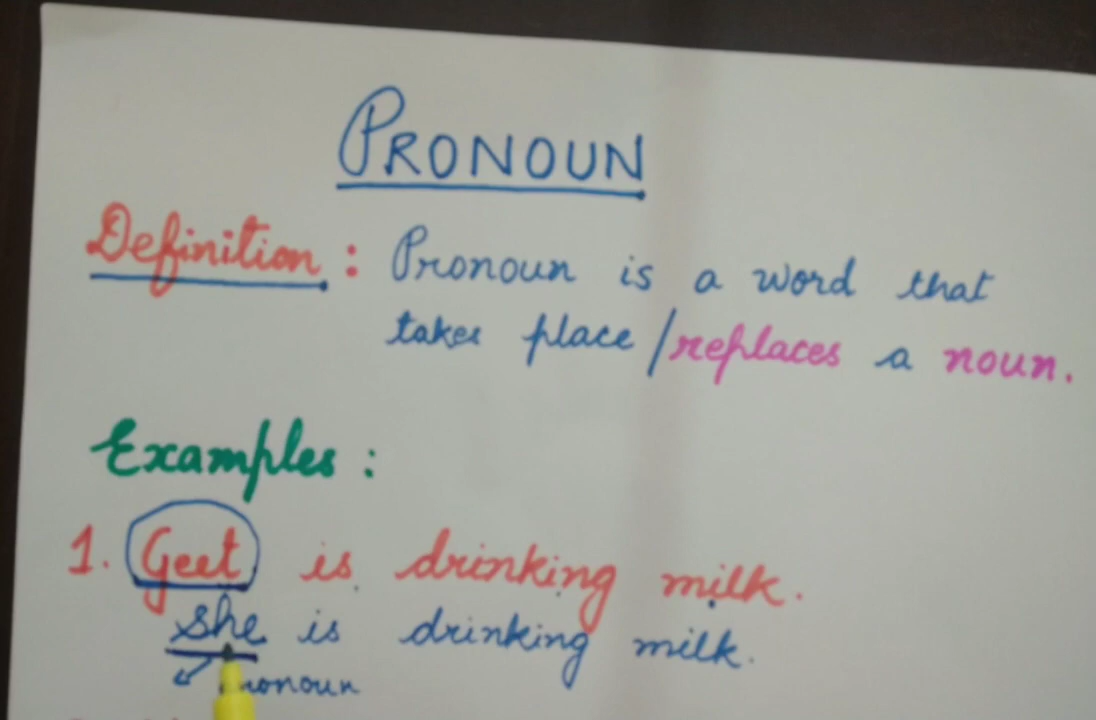 PRONOUN
Definition : Pronoun is a word that
takes place/replaces a noun.
Examples :
1. Geet is drinking milk.
she is drinking milk.
pronoun